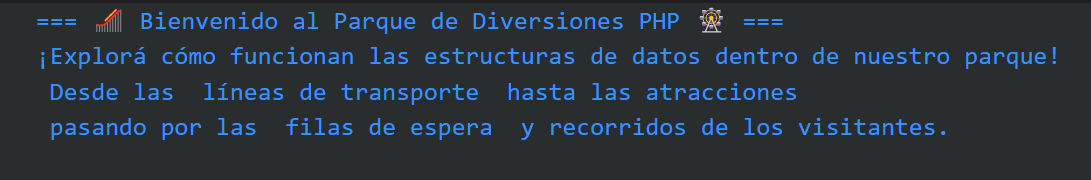 === 🎢 Bienvenido al Parque de Diversiones PHP 🎡 ===
¡Explorá cómo funcionan las estructuras de datos dentro de nuestro parque!
Desde las  líneas de transporte  hasta las atracciones
pasando por las  filas de espera  y recorridos de los visitantes.